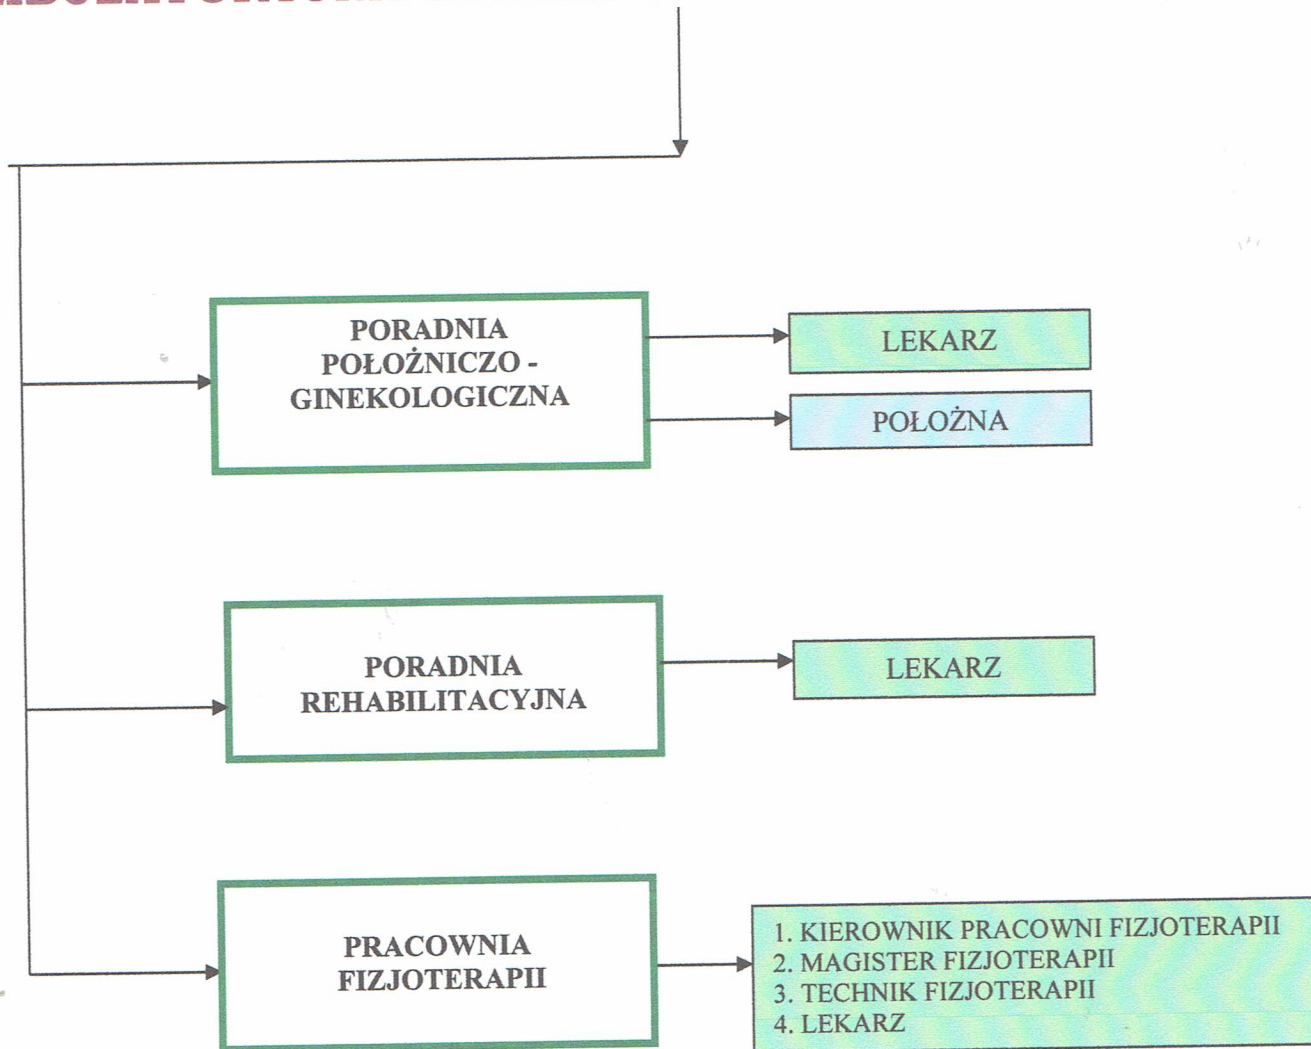 PORADNIA
POŁOŻNICZO -
GINEKOLOGICZNA
LEKARZ
POŁOŻNA
PORADNIA
REHABILITACYJNA
LEKARZ
PRACOWNIA
FIZJOTERAPII
1. KIEROWNIK PRACOWNI FIZJOTERAPII
2. MAGISTER FIZJOTERAPII
3. TECHNIK FIZJOTERAPII
4. LEKARZ